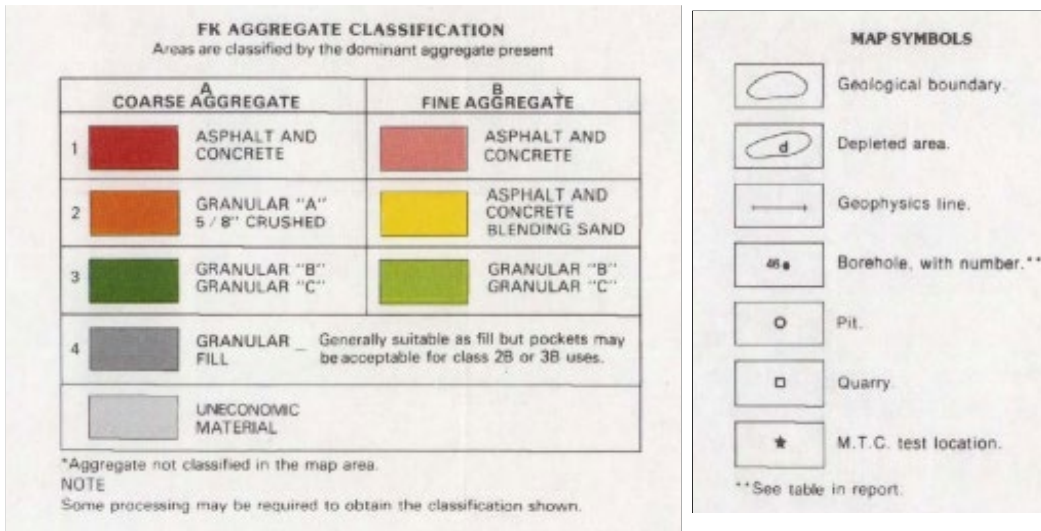 FK AGGREGATE CLASSIFICATION
Areas are classified by the dominant aggregate present
A
COARSE AGGREGATE
B
FINE AGGREGATE
1
ASPHALT AND
CONCRETE
ASPHALT AND
CONCRETE
2
GRANULAR "A"
5/8" CRUSHED
ASPHALT AND
CONCRETE
BLENDING SAND
3
GRANULAR "B"
GRANULAR "C"
GRANULAR "B"
GRANULAR "C"
4
GRANULAR
FILL
– Generally suitable as fill but pockets may
be acceptable for class 2B or 3B uses.
UNECONOMIC
MATERIAL
*Aggregate not classified in the map area.
NOTE
Some processing may be required to obtain the classification shown.
MAP SYMBOLS
Geological boundary.
d
Depleted area.
Geophysics line.
46
Borehole, with number.**
Pit.
Quarry.
M.T.C. test location.
**See table in report.